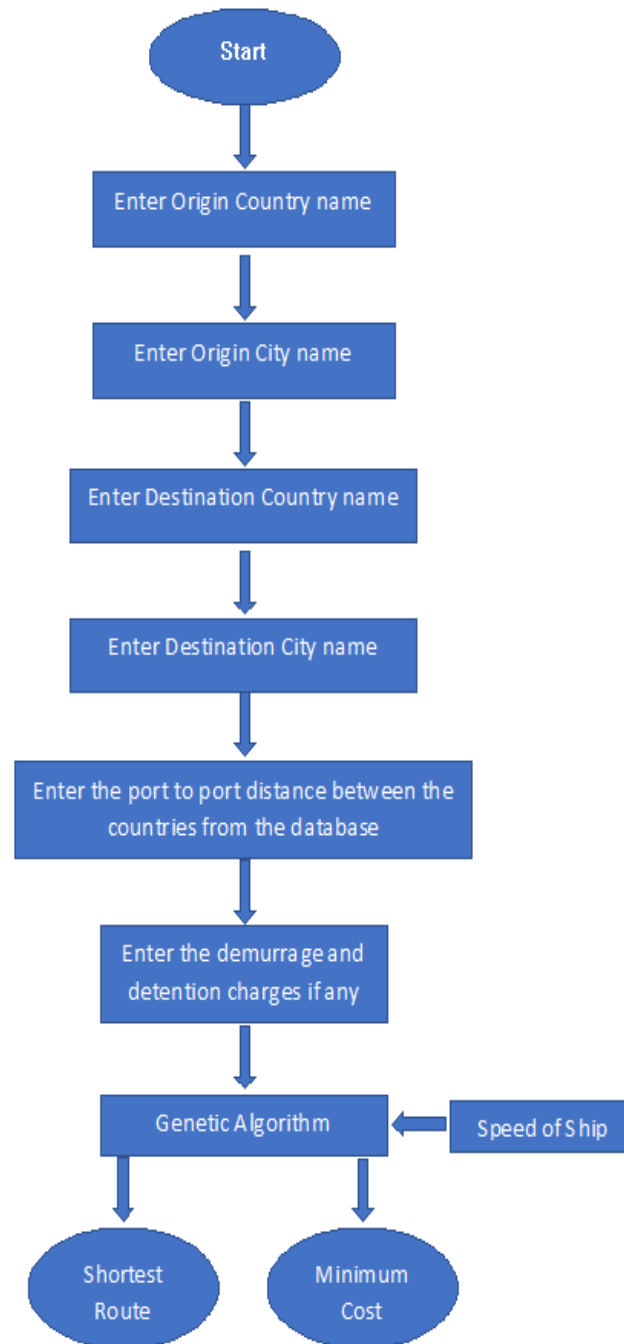 Start
Enter Origin Country name
Enter Origin City name
Enter Destination Country name
Enter Destination City name
Enter the port to port distance between the
countries from the database
Enter the demurrage and
detention charges if any
Genetic Algorithm
Speed of Ship
Shortest
Route
Minimum
Cost